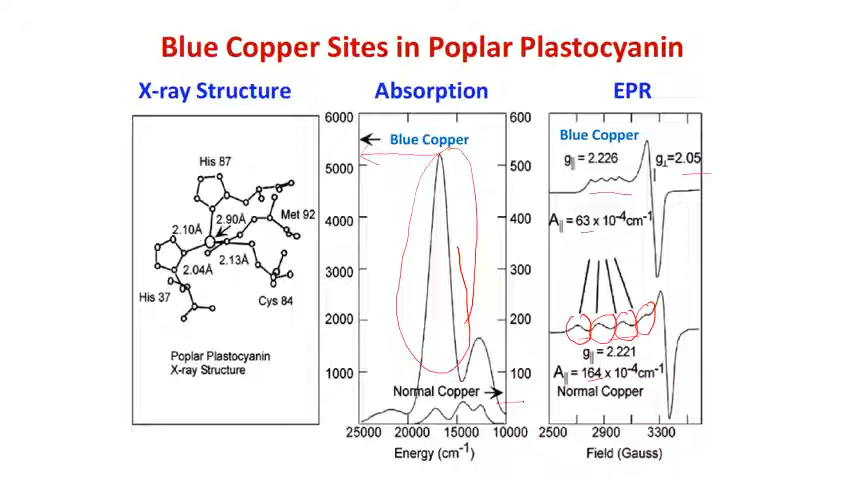 Blue Copper Sites in Poplar Plastocyanin
X-ray Structure
His 87
Met 92
2.90Å
2.10Å
2.04Å
2.13Å
His 37
Cys 84
Poplar Plastocyanin
X-ray Structure
Absorption
6000
5000
4000
3000
2000
1000
Blue Copper
600
500
400
300
200
100
Normal Copper
25000 20000 15000 10000
Energy (cm-1)
EPR
Blue Copper
g|| = 2.226
g⊥=2.05
A|| = 63 x 10-4cm-1
g|| = 2.221
A|| = 164 x 10-4cm-1
Normal Copper
2500 2900 3300
Field (Gauss)